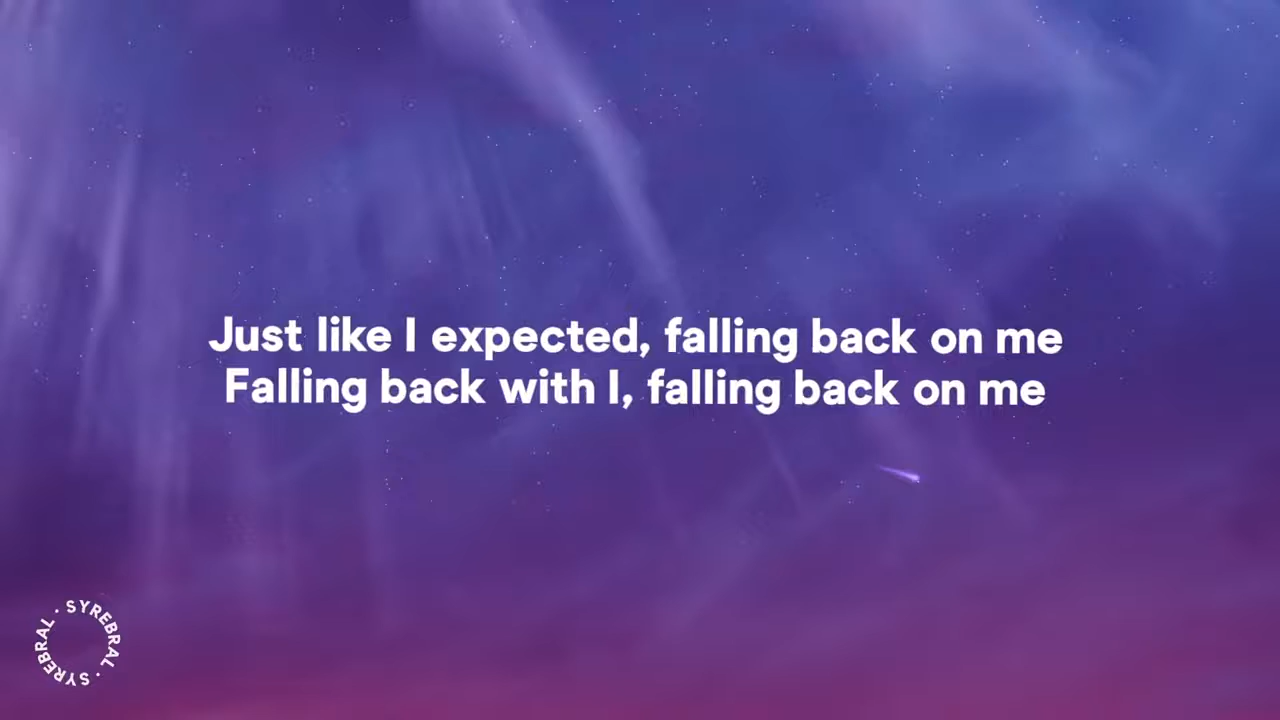 Just like I expected, falling back on me
Falling back with I, falling back on me
SYREBRAL · SYREBRAL ·